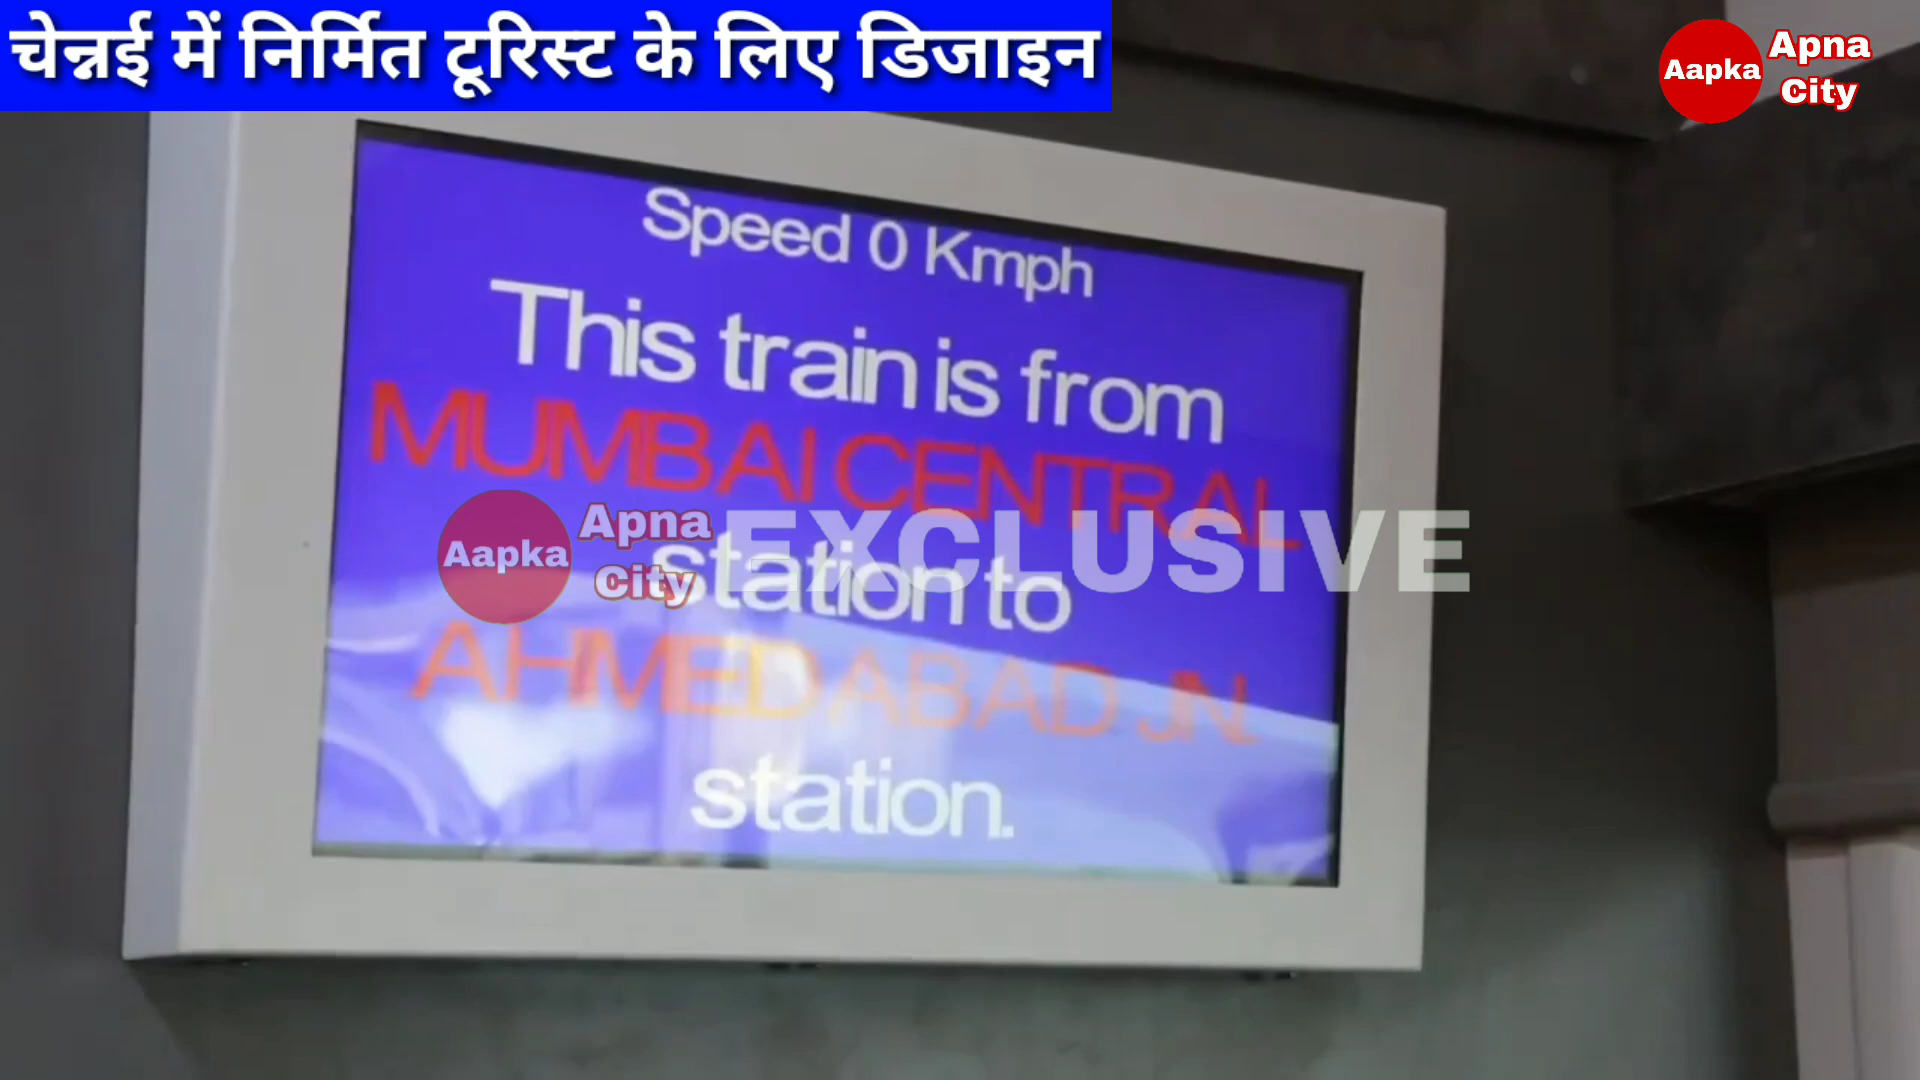 चेन्नई में निर्मित टूरिस्ट के लिए डिजाइन
Aapka Apna City
Speed 0 Kmph
This train is from
MUMBAI CENTRAL
station to
AHMEDABAD JN.
station.
Aapka Apna City EXCLUSIVE